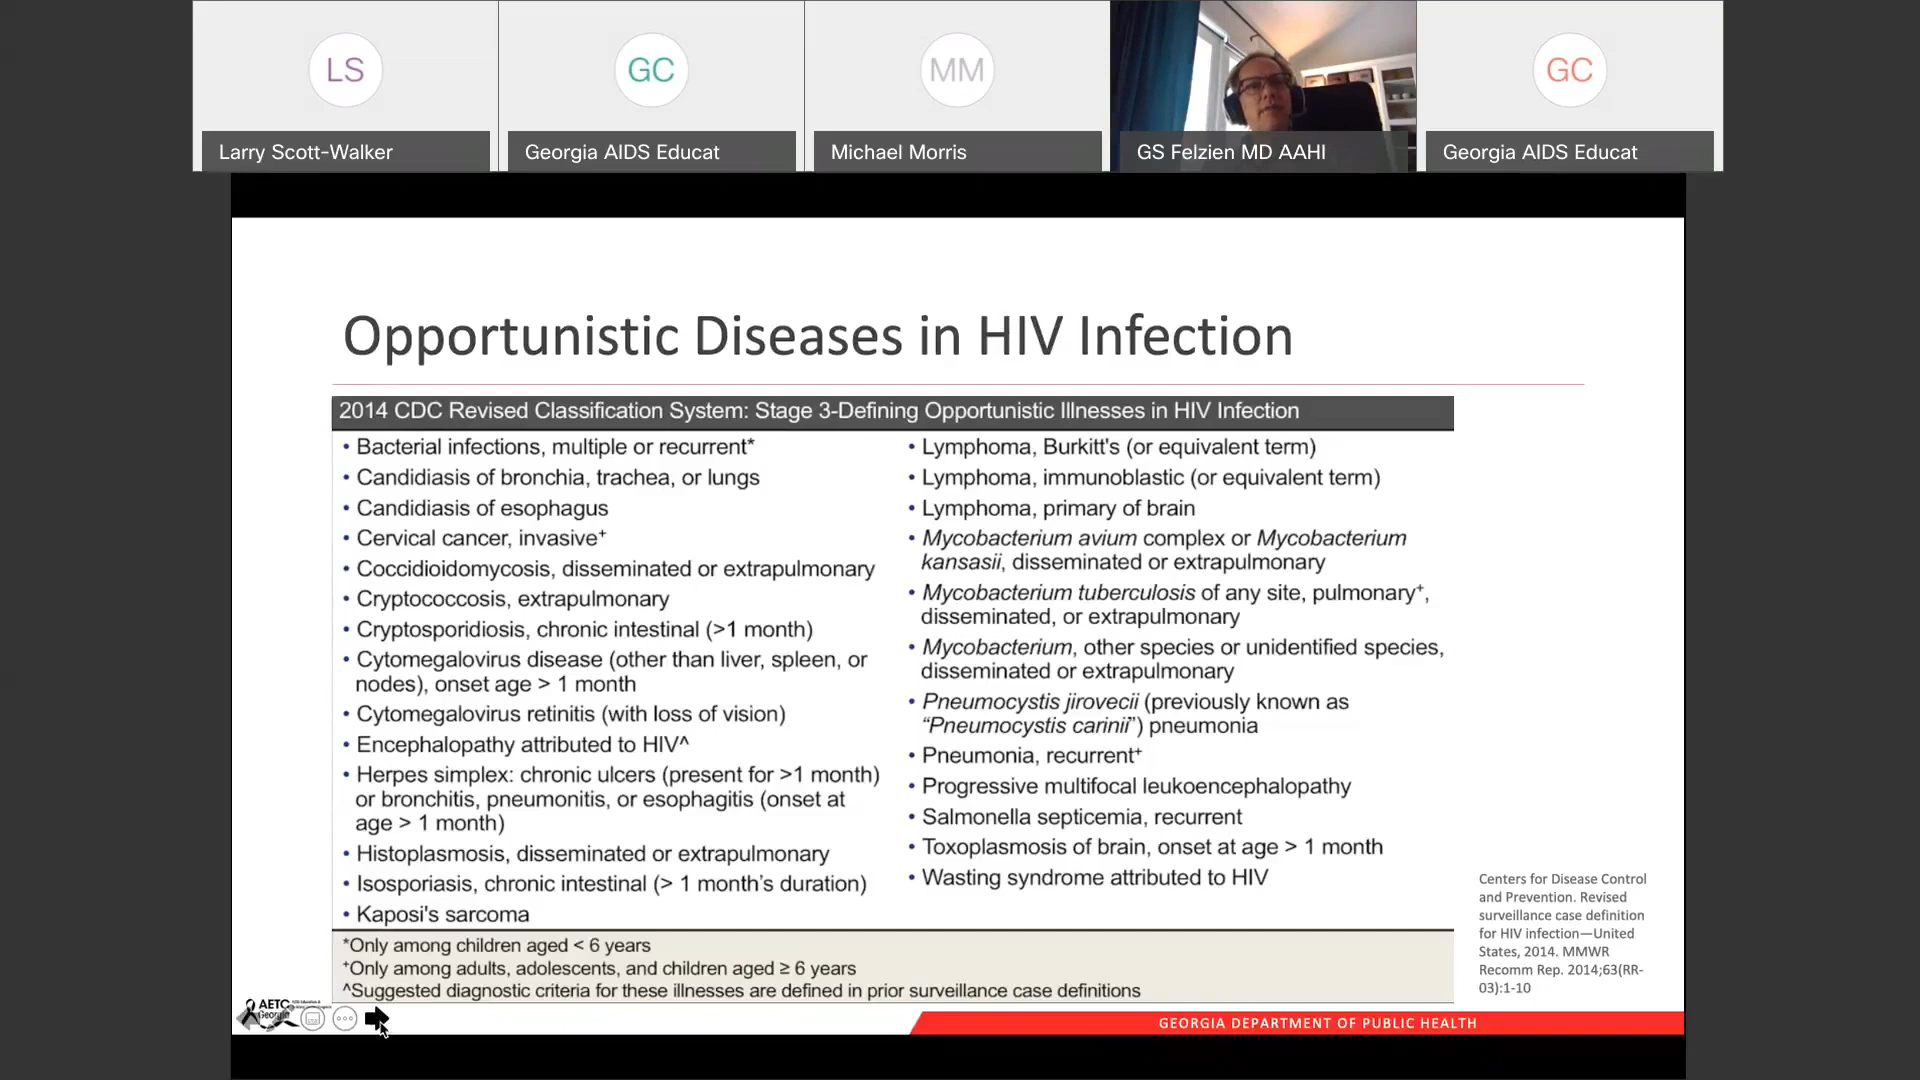 LS
GC
MM
GC
Larry Scott-Walker
Georgia AIDS Educat
Michael Morris
GS Felzien MD AAHI
Georgia AIDS Educat
Opportunistic Diseases in HIV Infection
2014 CDC Revised Classification System: Stage 3-Defining Opportunistic Illnesses in HIV Infection
• Bacterial infections, multiple or recurrent*
• Candidiasis of bronchia, trachea, or lungs
• Candidiasis of esophagus
• Cervical cancer, invasive⁺
• Coccidioidomycosis, disseminated or extrapulmonary
• Cryptococcosis, extrapulmonary
• Cryptosporidiosis, chronic intestinal (>1 month)
• Cytomegalovirus disease (other than liver, spleen, or
nodes), onset age > 1 month
• Cytomegalovirus retinitis (with loss of vision)
• Encephalopathy attributed to HIV^
• Herpes simplex: chronic ulcers (present for >1 month)
or bronchitis, pneumonitis, or esophagitis (onset at
age > 1 month)
• Histoplasmosis, disseminated or extrapulmonary
• Isosporiasis, chronic intestinal (> 1 month's duration)
• Kaposi's sarcoma
• Lymphoma, Burkitt's (or equivalent term)
• Lymphoma, immunoblastic (or equivalent term)
• Lymphoma, primary of brain
• Mycobacterium avium complex or Mycobacterium
kansasii, disseminated or extrapulmonary
• Mycobacterium tuberculosis of any site, pulmonary⁺,
disseminated, or extrapulmonary
• Mycobacterium, other species or unidentified species,
disseminated or extrapulmonary
• Pneumocystis jirovecii (previously known as
“Pneumocystis carinii”) pneumonia
• Pneumonia, recurrent⁺
• Progressive multifocal leukoencephalopathy
• Salmonella septicemia, recurrent
• Toxoplasmosis of brain, onset at age > 1 month
• Wasting syndrome attributed to HIV
*Only among children aged < 6 years
⁺Only among adults, adolescents, and children aged ≥ 6 years
^Suggested diagnostic criteria for these illnesses are defined in prior surveillance case definitions
Centers for Disease Control
and Prevention. Revised
surveillance case definition
for HIV infection—United
States, 2014. MMWR
Recomm Rep. 2014;63(RR-
03):1-10
AETC
Georgia
GEORGIA DEPARTMENT OF PUBLIC HEALTH